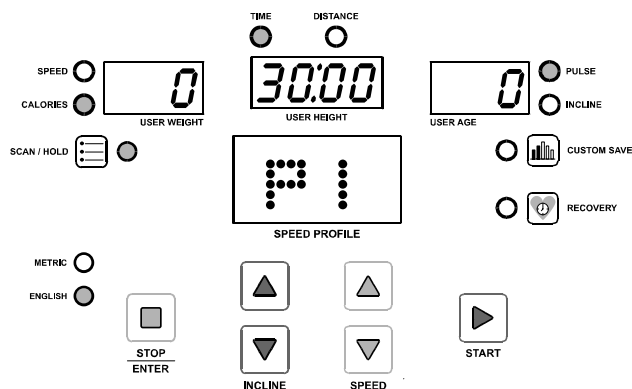 TIME
DISTANCE
SPEED
CALORIES
0
USER WEIGHT
30:00
USER HEIGHT
0
USER AGE
PULSE
INCLINE
SCAN / HOLD
CUSTOM SAVE
P1
SPEED PROFILE
RECOVERY
METRIC
ENGLISH
STOP
ENTER
INCLINE
SPEED
START